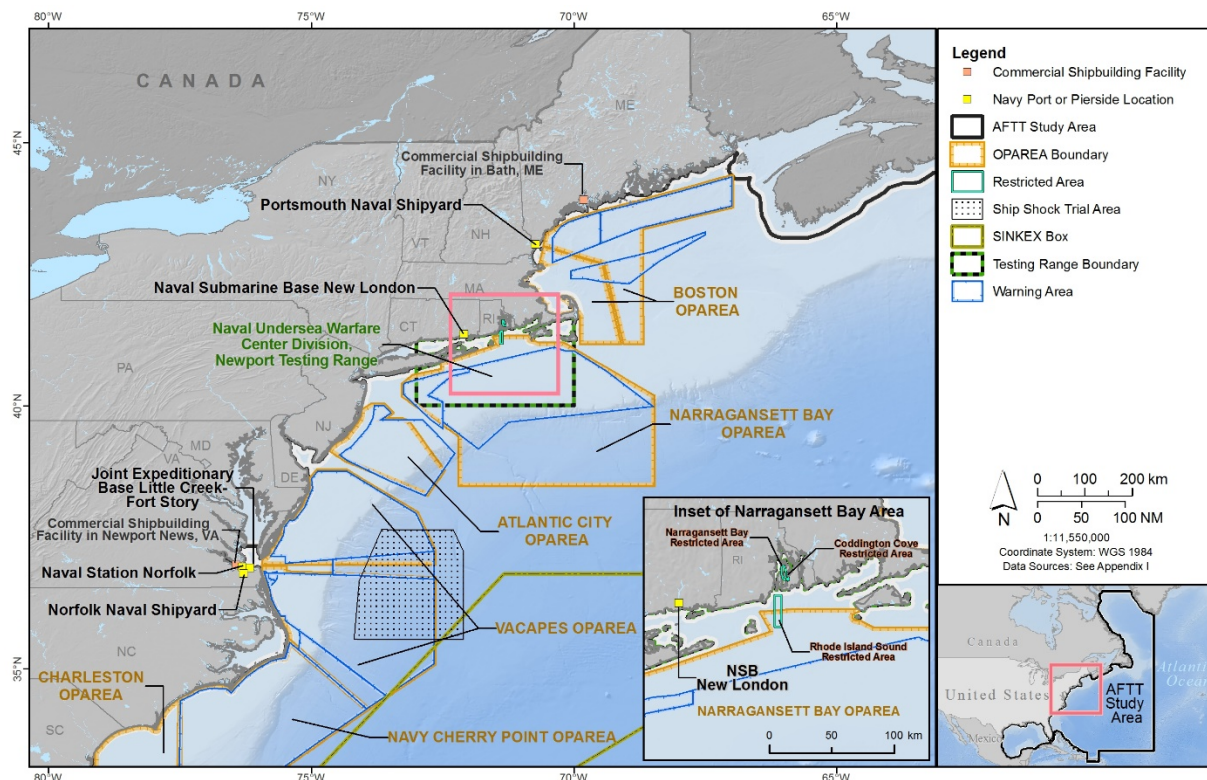 80°W
75°W
70°W
65°W
45°N
40°N
35°N
CANADA
ME
NY
VT
NH
MA
CT
RI
PA
NJ
MD
DE
VA
NC
SC
Commercial Shipbuilding
Facility in Bath, ME
Portsmouth Naval Shipyard
Naval Submarine Base New London
Naval Undersea Warfare
Center Division,
Newport Testing Range
BOSTON
OPAREA
NARRAGANSETT BAY
OPAREA
Joint Expeditionary
Base Little Creek-
Fort Story
Commercial Shipbuilding
Facility in Newport News, VA
Naval Station Norfolk
Norfolk Naval Shipyard
ATLANTIC CITY
OPAREA
VACAPES OPAREA
CHARLESTON
OPAREA
NAVY CHERRY POINT OPAREA
80°W
75°W
70°W
65°W
Inset of Narragansett Bay Area
Narragansett Bay
Restricted Area
Coddington Cove
Restricted Area
RI
Rhode Island Sound
Restricted Area
NSB
New London
NARRAGANSETT BAY OPAREA
0 50 100 km
Legend
Commercial Shipbuilding Facility
Navy Port or Pierside Location
AFTT Study Area
OPAREA Boundary
Restricted Area
Ship Shock Trial Area
SINKEX Box
Testing Range Boundary
Warning Area
N
0 100 200 km
0 50 100 NM
1:11,550,000
Coordinate System: WGS 1984
Data Sources: See Appendix I
Canada
United States
Mexico
Atlantic
Ocean
AFTT
Study
Area